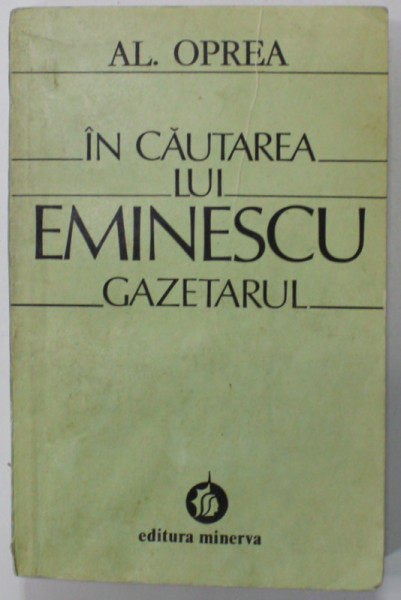 AL. OPREA
ÎN CĂUTAREA
LUI
EMINESCU
GAZETARUL
editura minerva